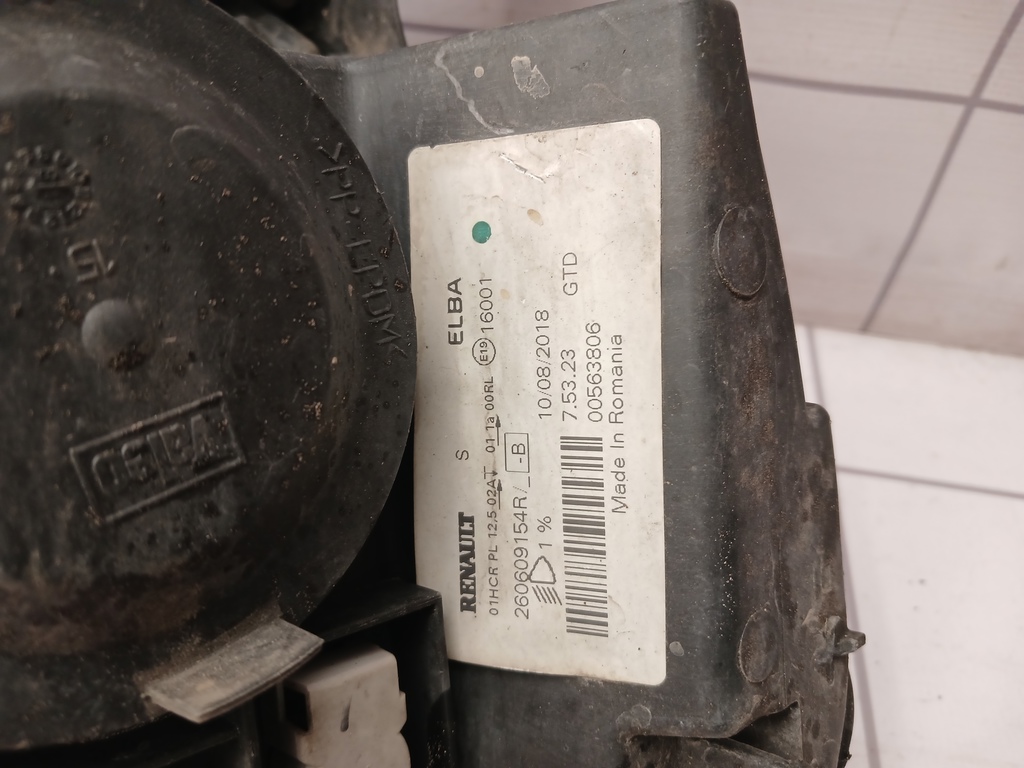 RENAULT S ELBA
01HCR PL 12,5 02A 01 1a 00RL E19 16001
260609154R/_ -B 10/08/2018
1 % 7.53.23 GTD
00563806
Made In Romania
ELBA